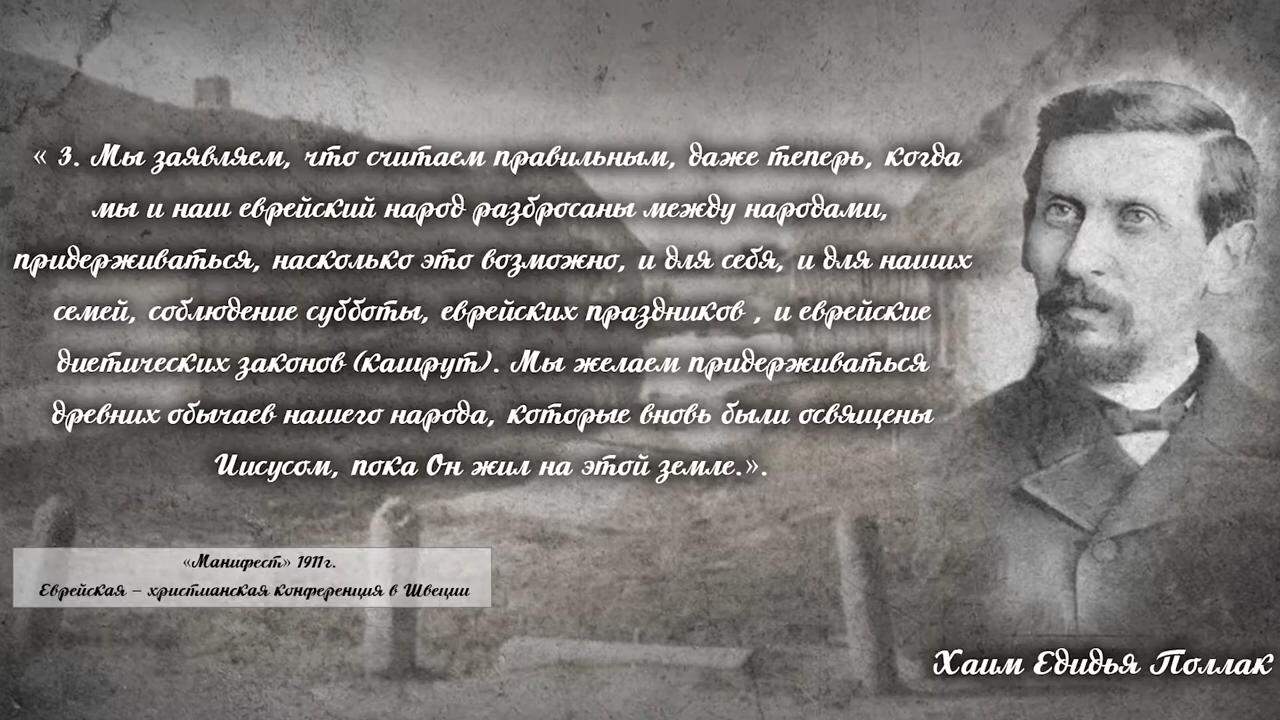 « 3. Мы заявляем, что считаем правильным, даже теперь, когда
мы и наш еврейский народ разбросаны между народами,
придерживаться, насколько это возможно, и для себя, и для наших
семей, соблюдение субботы, еврейских праздников , и еврейские
диетических законов (кашрут). Мы желаем придерживаться
древних обычаев нашего народа, которые вновь были освящены
Иисусом, пока Он жил на этой земле.».
«Манифест» 1911г.
Еврейская – христианская конференция в Швеции
Хаим Едидья Поллак